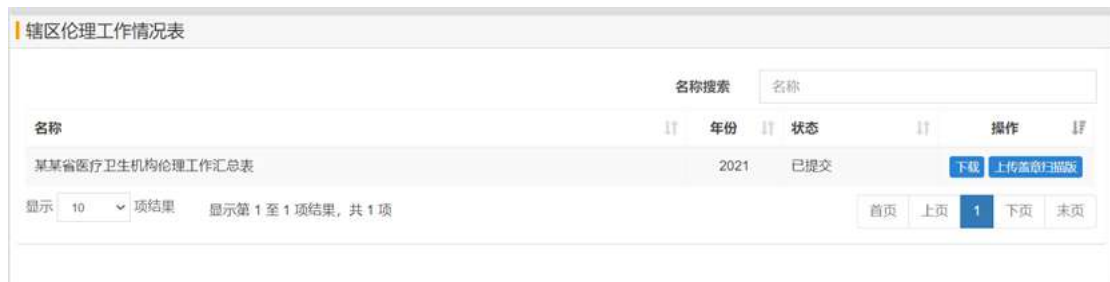 辖区伦理工作情况表
名称搜索 名称
名称 年份 状态 操作
某某省医疗卫生机构伦理工作汇总表 2021 已提交 下载 上传盖章扫描版
显示 10 项结果 显示第 1 至 1 项结果，共 1 项 首页 上页 1 下页 末页